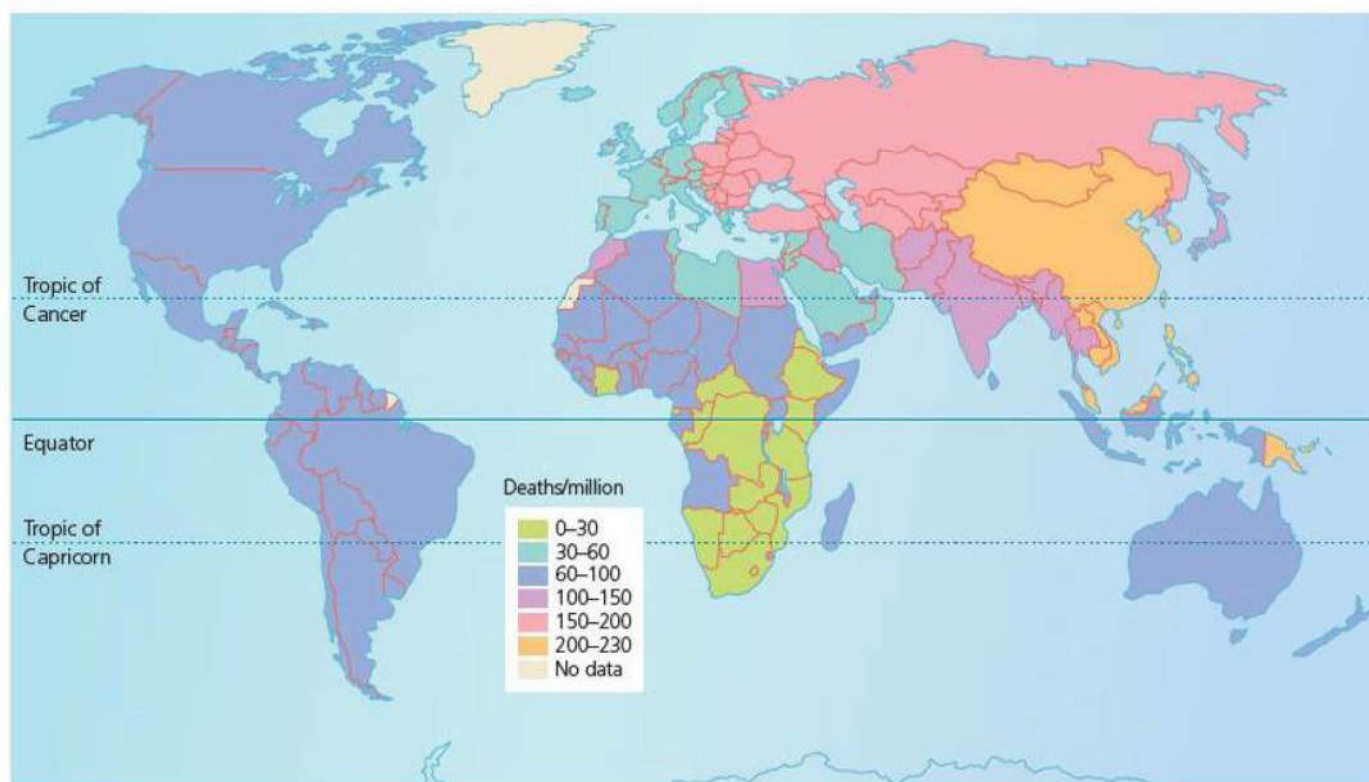 Tropic of
Cancer
Equator
Tropic of
Capricorn
Deaths/million
0–30
30–60
60–100
100–150
150–200
200–230
No data